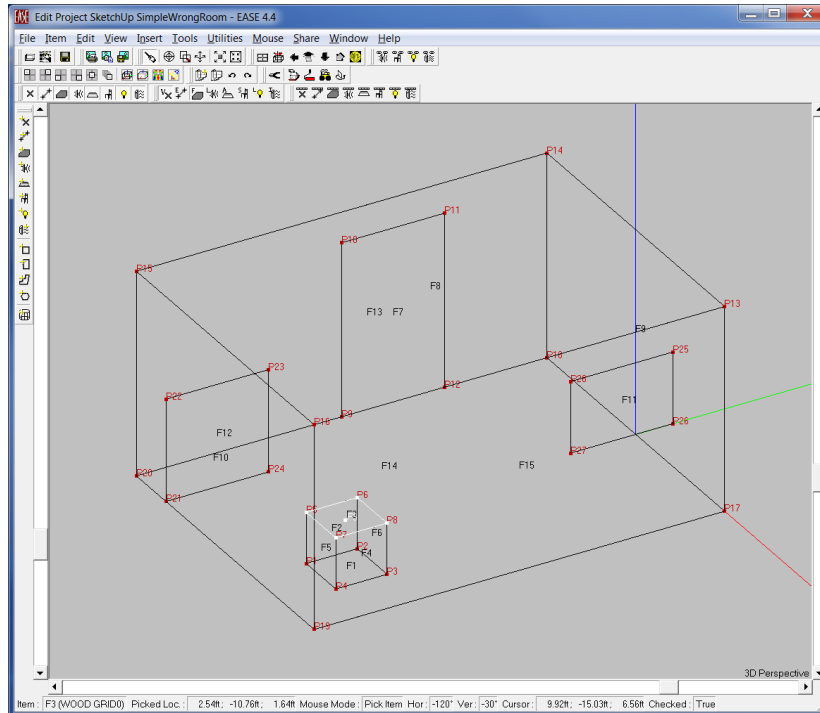 Edit Project SketchUp SimpleWrongRoom - EASE 4.4
File Item Edit View Insert Tools Utilities Mouse Share Window Help
P14
P11
P10
P15
F8
F13 F7
P13
F9
P18
P25
P23
P28
P12
P22
F11
P16 P9
P26
F12
P27
F10
F14
F15
P20
P24
P21
P6
P5
F3
P8
P17
F2
P7
F6
F5
P2
F4
P1
F1
P3
P4
P19
3D Perspective
Item : F3 (WOOD GRID0) Picked Loc. : 2.54ft; -10.76ft; 1.64ft Mouse Mode : Pick Item Hor : -120° Ver : -30° Cursor : 9.92ft; -15.03ft; 6.56ft Checked : True